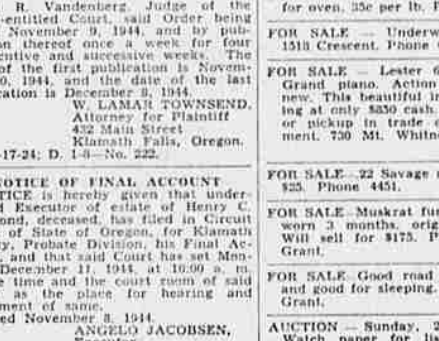 R. Vandenberg, Judge of the
-entitled Court, said Order being
November 9, 1944, and by pub-
on thereof once a week for four
entive and successive weeks. The
of the first publication is Novem-
0, 1944, and the date of the last
ation is December 8, 1944.
W. LAMAR TOWNSEND,
Attorney for Plaintiff
432 Main Street
Klamath Falls, Oregon.
-17-24; D. 1-8—No. 222.
OTICE OF FINAL ACCOUNT
TICE is hereby given that under-
d Executor of estate of Henry C.
ond, deceased, has filed in Circuit
of State of Oregon, for Klamath
y, Probate Division, his Final Ac-
, and that said Court has set Mon-
December 11, 1944, at 10:00 a. m.
e time and the court room of said
as the place for hearing and
ment of same.
ed November 8, 1944.
ANGELO JACOBSEN,
for oven. 35c per lb.
FOR SALE — Underw
1518 Crescent. Phone
FOR SALE — Lester 6
Grand piano. Action
new. This beautiful in
ing at only $850 cash.
or pickup in trade
ment. 730 Mt. Whitn
FOR SALE—22 Savage
$25. Phone 4451.
FOR SALE—Muskrat fu
worn 3 months, orig
Will sell for $175. P
Grant.
FOR SALE—Good road
and good for sleeping.
Grant.
AUCTION — Sunday, 2
Watch paper for lis